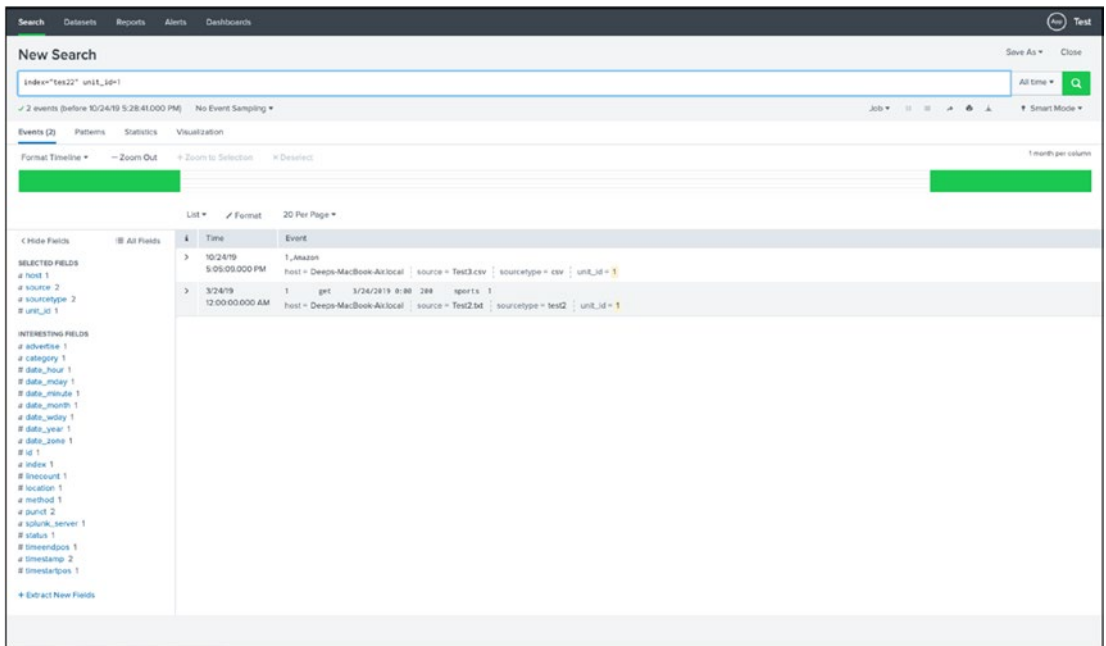 Search Datasets Reports Alerts Dashboards App Test
New Search Save As Close
index="tes22" unit_id=1 All time
2 events (before 10/24/19 5:28:41.000 PM) No Event Sampling Job Smart Mode
Events (2) Patterns Statistics Visualization
Format Timeline — Zoom Out + Zoom to Selection × Deselect 1 month per column
List Format 20 Per Page
< Hide Fields All Fields i Time Event
SELECTED FIELDS
a host 1
a source 2
a sourcetype 2
# unit_id 1
INTERESTING FIELDS
a advertise 1
a category 1
# date_hour 1
# date_mday 1
# date_minute 1
a date_month 1
a date_wday 1
# date_year 1
a date_zone 1
# id 1
a index 1
# linecount 1
# location 1
a method 1
a punct 2
a splunk_server 1
# status 1
# timeendpos 1
a timestamp 2
# timestartpos 1
+ Extract New Fields
> 10/24/19 1,Amazon
5:05:09.000 PM host = Deeps-MacBook-Air.local source = Test3.csv sourcetype = csv unit_id = 1
> 3/24/19 1 get 3/24/2019 0:00 200 sports 1
12:00:00.000 AM host = Deeps-MacBook-Air.local source = Test2.txt sourcetype = test2 unit_id = 1